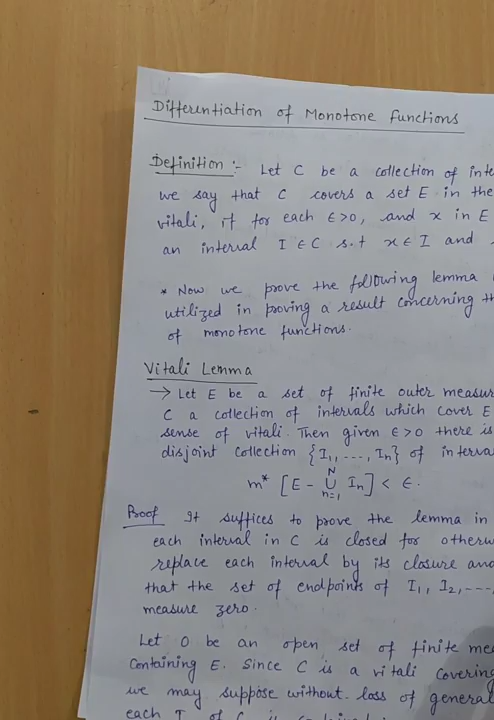 Differentiation of Monotone Functions
Definition :- Let C be a collection of inte
we say that C covers a set E in the
vitali, if for each ϵ>0, and x in E
an interval I ∈ C s.t x ∈ I and
* Now we prove the following lemma
utilized in proving a result concerning th
of monotone functions.
Vitali Lemma
→ Let E be a set of finite outer measur
C a collection of intervals which cover E
sense of vitali. Then given ϵ>0 there is
disjoint collection {I₁, ---, In} of interva
m* [E - N∪n=1 In] < ϵ.
Proof It suffices to prove the lemma in
each interval in C is closed for otherw
replace each interval by its closure and
that the set of endpoints of I₁, I₂, ---
measure zero.
Let O be an open set of finite mea
containing E. Since C is a vitali covering
we may suppose without loss of general
each I of C is